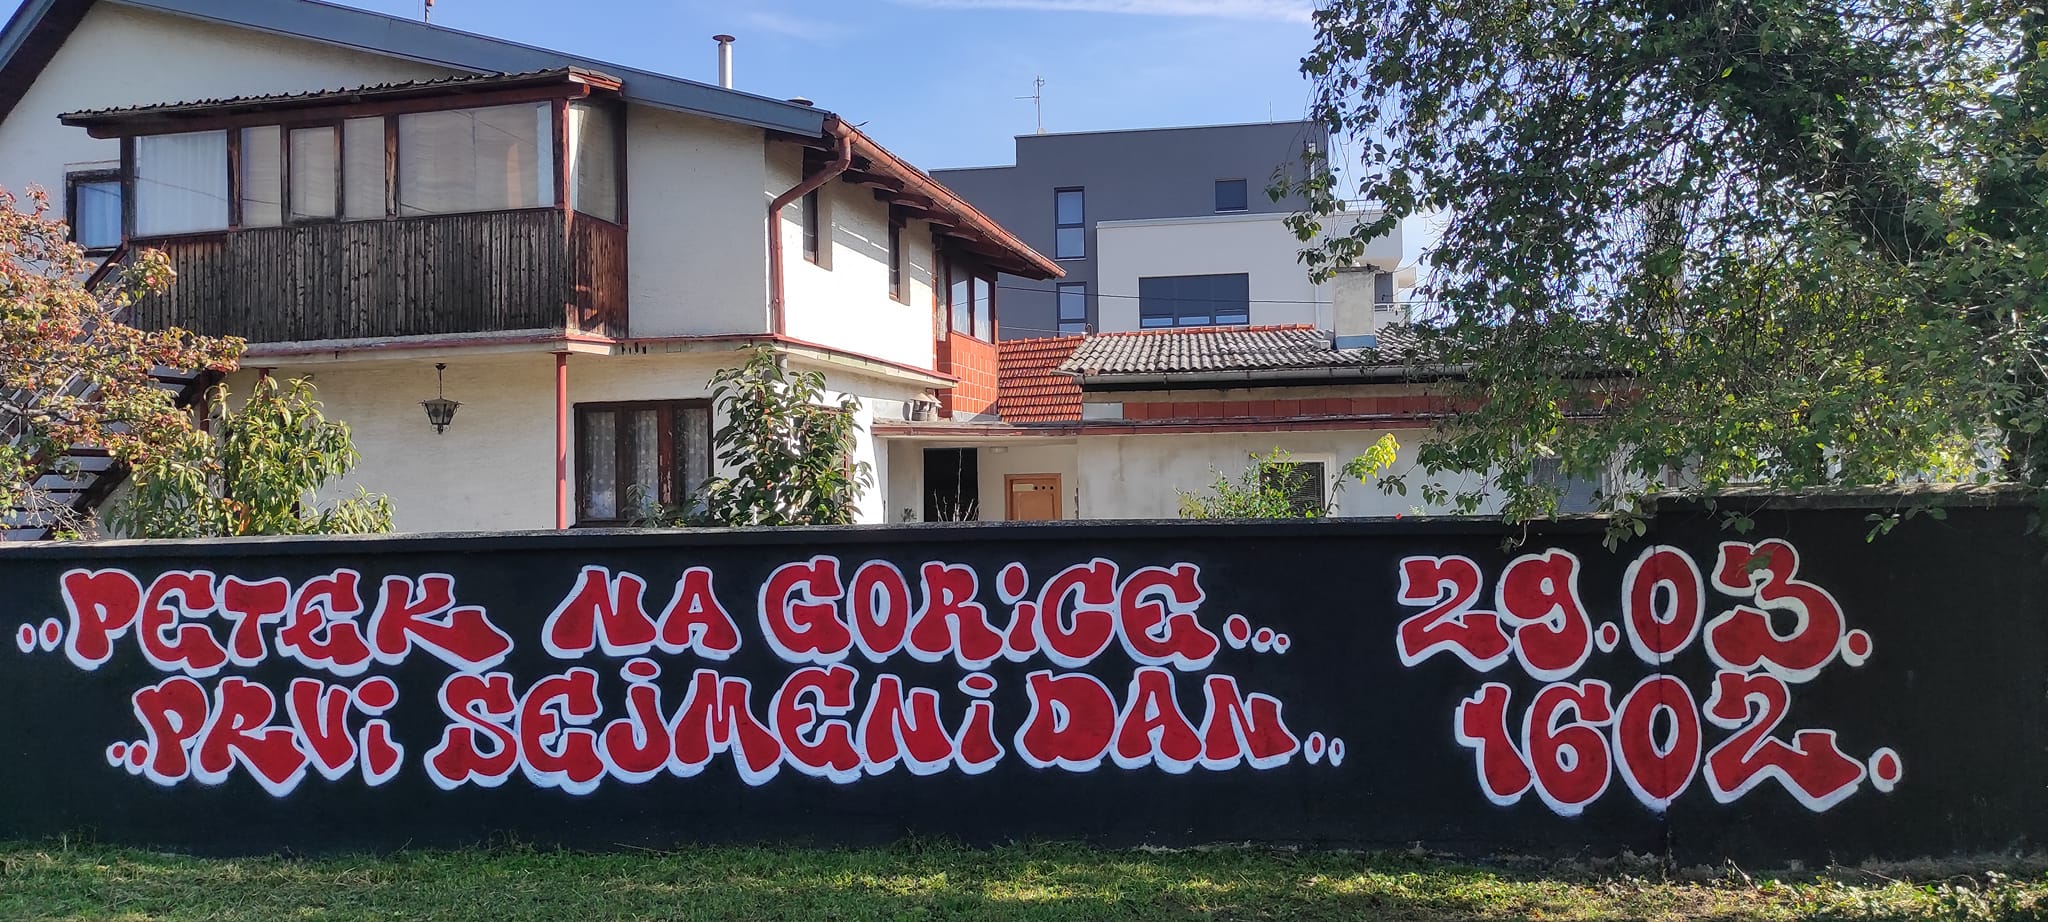 ..PETEK NA GORiCE... 29.03.
..PRVi SEjMENi DAN.. 1602.